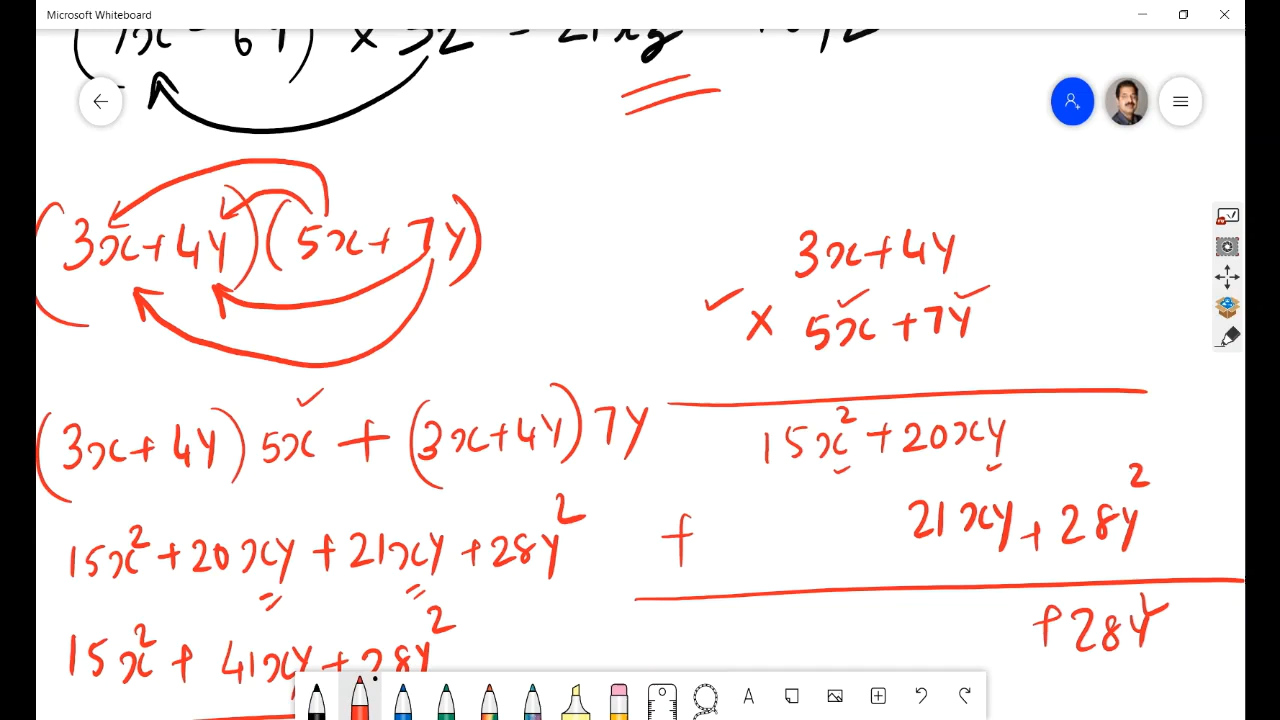 Microsoft Whiteboard
(3x+4y)(5x+7y)
(3x+4y) 5x + (3x+4y) 7y
15x²+20xy+21xy+28y²
15x²+41xy+28y²
3x+4y
× 5x+7y
15x²+20xy
+ 21xy+28y²
+28y²
A